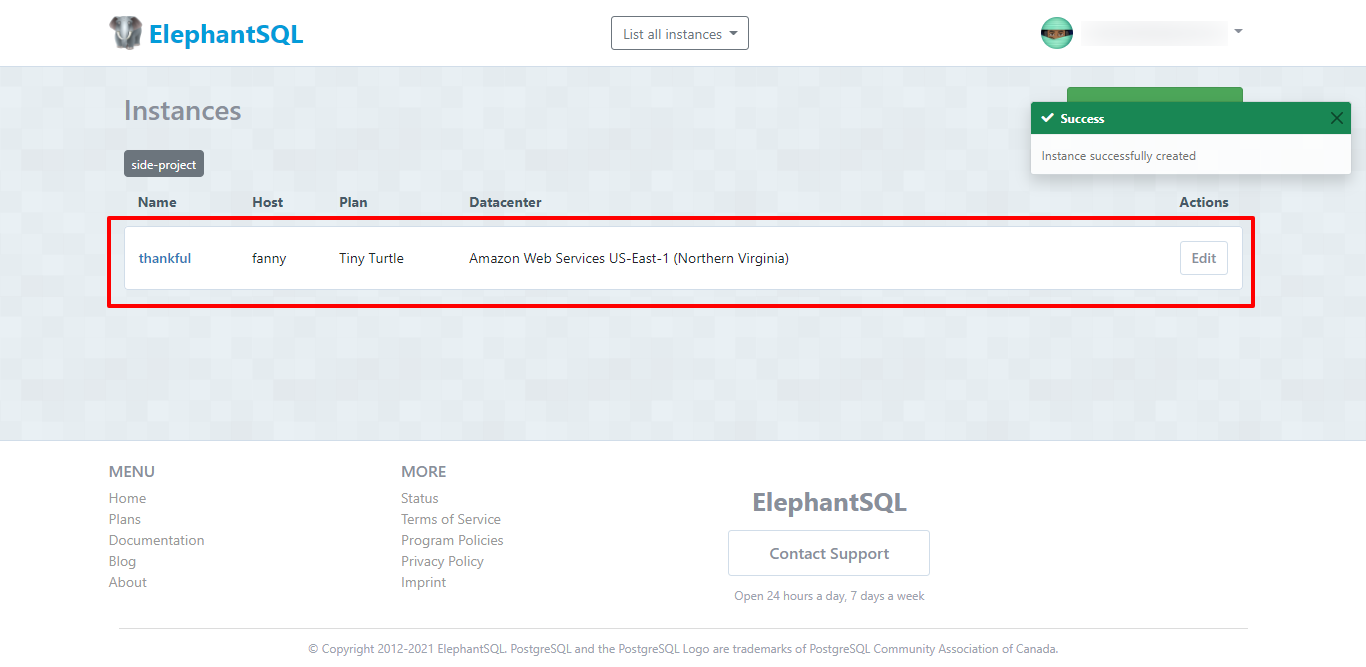 ElephantSQL
List all instances
Instances
Success
Instance successfully created
side-project
Name Host Plan Datacenter Actions
thankful fanny Tiny Turtle Amazon Web Services US-East-1 (Northern Virginia) Edit
MENU
Home
Plans
Documentation
Blog
About
MORE
Status
Terms of Service
Program Policies
Privacy Policy
Imprint
ElephantSQL
Contact Support
Open 24 hours a day, 7 days a week
© Copyright 2012-2021 ElephantSQL. PostgreSQL and the PostgreSQL Logo are trademarks of PostgreSQL Community Association of Canada.